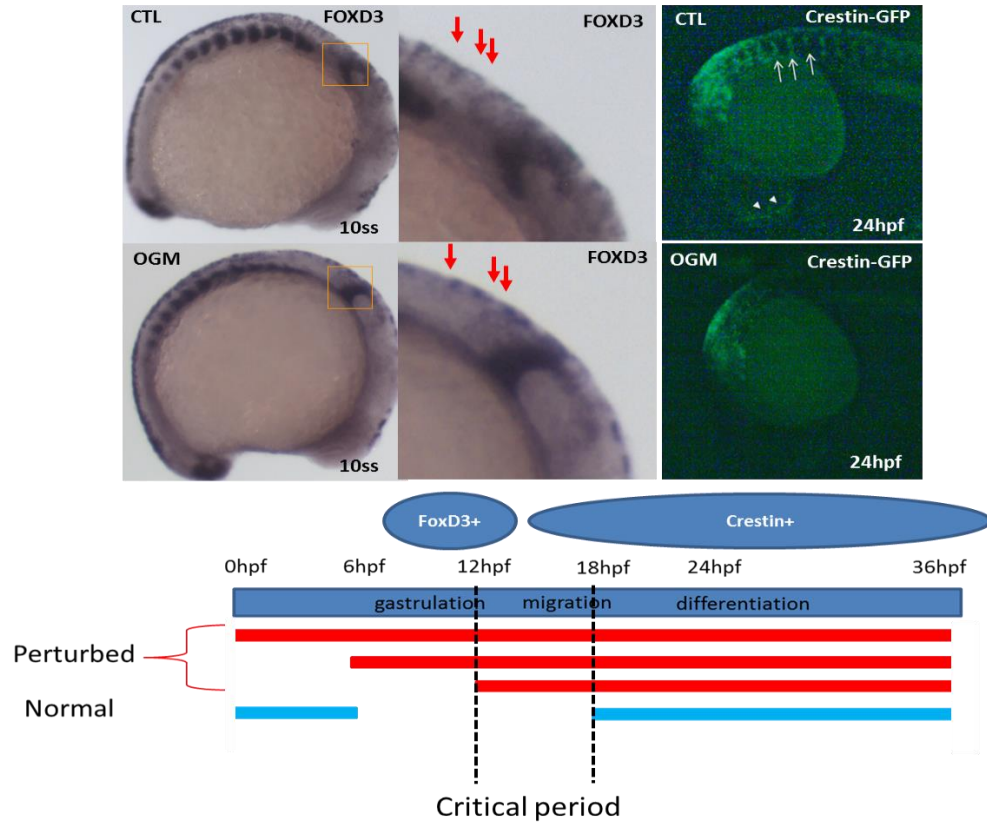 CTL FOXD3
FOXD3
CTL Crestin-GFP
10ss
24hpf
OGM FOXD3
FOXD3
OGM Crestin-GFP
10ss
24hpf
FoxD3+ Crestin+
0hpf 6hpf 12hpf 18hpf 24hpf 36hpf
gastrulation migration differentiation
Perturbed
Normal
Critical period